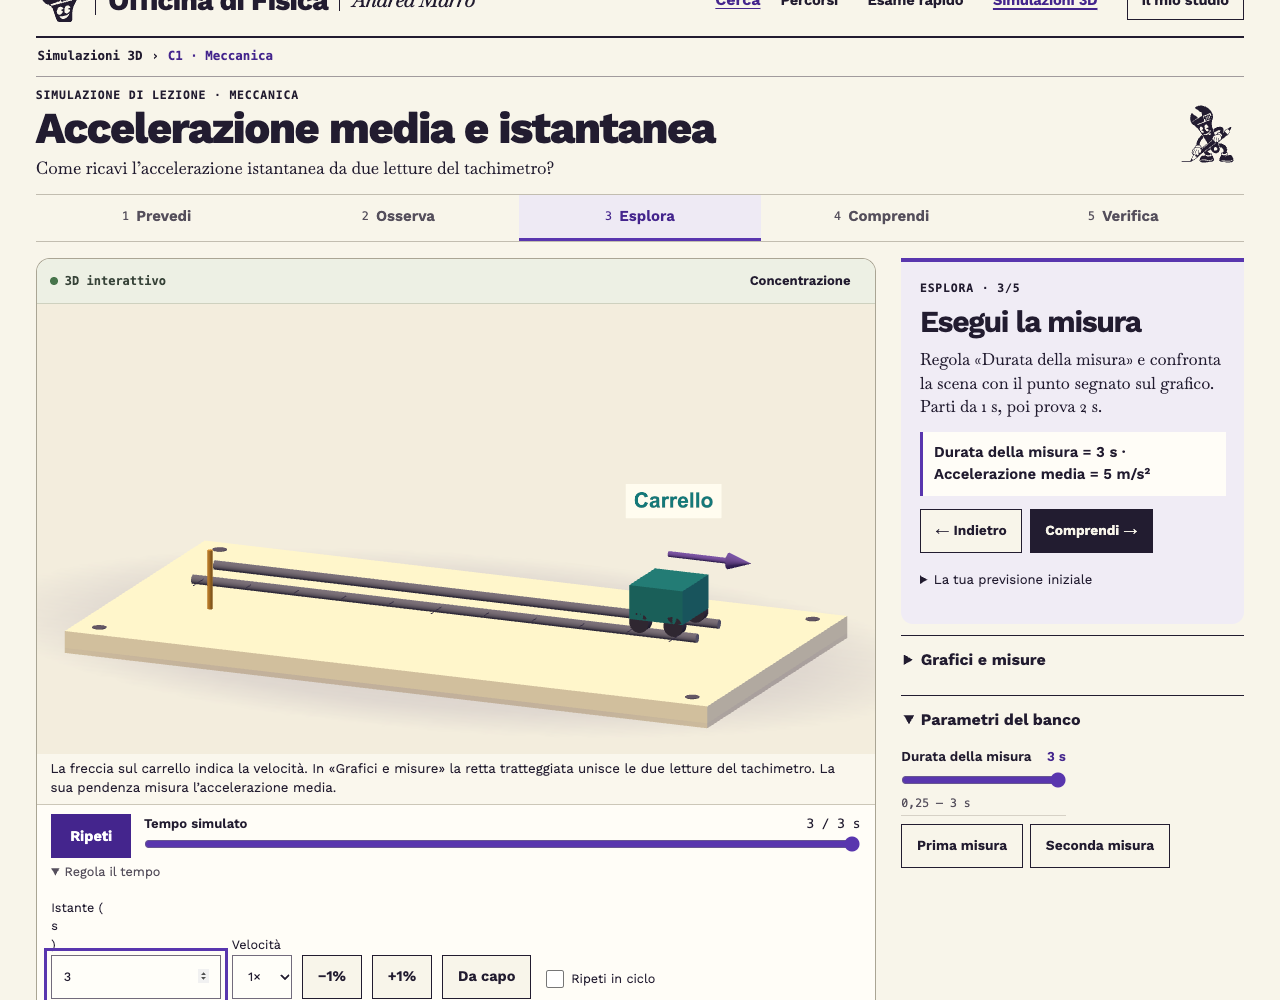 Officina di Fisica
Andrea Marro
Cerca
Percorsi
Esame rapido
Simulazioni 3D
Il mio studio
Simulazioni 3D › C1 · Meccanica
SIMULAZIONE DI LEZIONE · MECCANICA
Accelerazione media e istantanea
Come ricavi l’accelerazione istantanea da due letture del tachimetro?
1 Prevedi
2 Osserva
3 Esplora
4 Comprendi
5 Verifica
3D interattivo
Concentrazione
Carrello
La freccia sul carrello indica la velocità. In «Grafici e misure» la retta tratteggiata unisce le due letture del tachimetro. La
sua pendenza misura l’accelerazione media.
Ripeti
Tempo simulato
3 / 3 s
▼ Regola il tempo
Istante (
s
)
3
Velocità
1×
−1%
+1%
Da capo
Ripeti in ciclo
ESPLORA · 3/5
Esegui la misura
Regola «Durata della misura» e confronta
la scena con il punto segnato sul grafico.
Parti da 1 s, poi prova 2 s.
Durata della misura = 3 s ·
Accelerazione media = 5 m/s²
← Indietro
Comprendi →
▶ La tua previsione iniziale
▶ Grafici e misure
▼ Parametri del banco
Durata della misura 3 s
0,25 — 3 s
Prima misura
Seconda misura